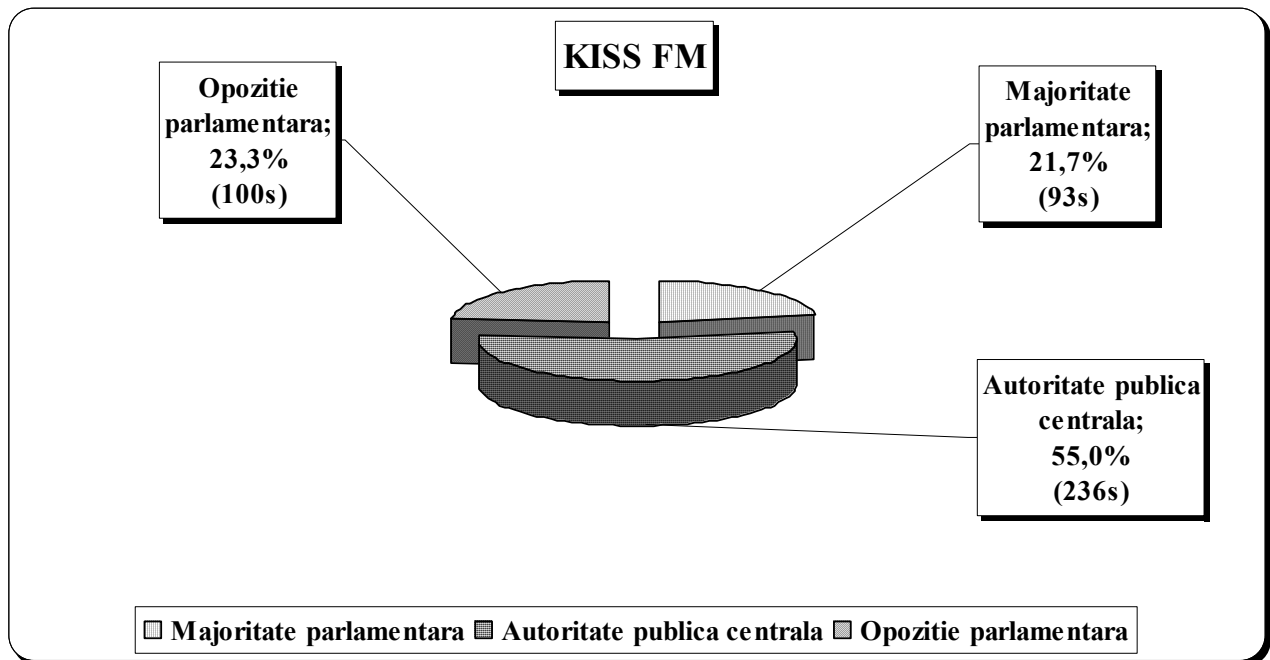 KISS FM
Opozitie
parlamentara;
23,3%
(100s)
Majoritate
parlamentara;
21,7%
(93s)
Autoritate publica
centrala;
55,0%
(236s)
Majoritate parlamentara Autoritate publica centrala Opozitie parlamentara